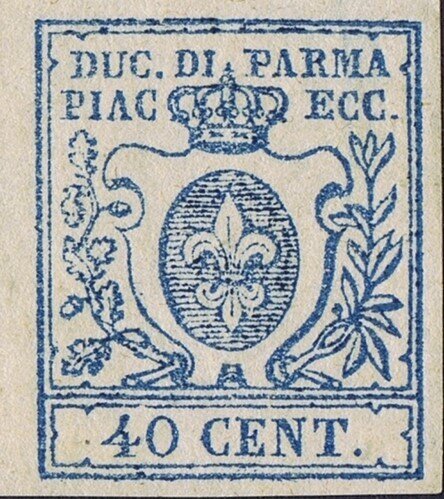 DUC. DI PARMA
PIAC ECC.
40 CENT.